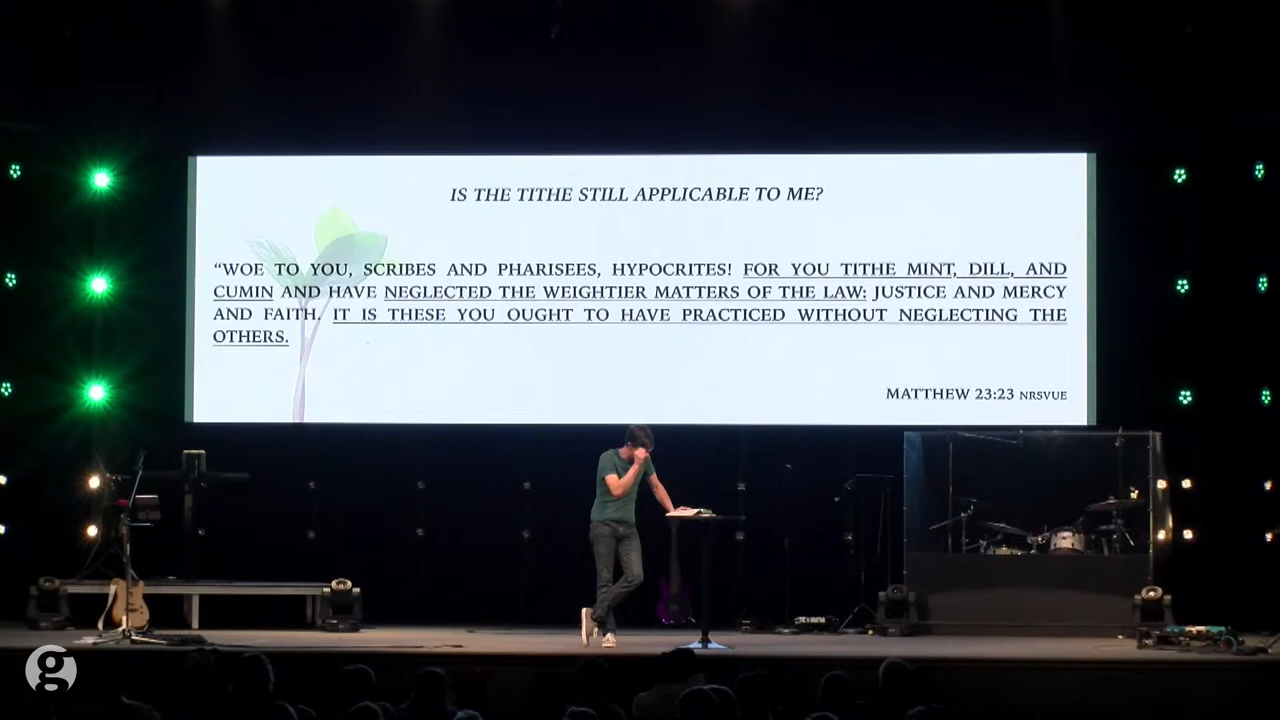 IS THE TITHE STILL APPLICABLE TO ME?
“WOE TO YOU, SCRIBES AND PHARISEES, HYPOCRITES! FOR YOU TITHE MINT, DILL, AND
CUMIN AND HAVE NEGLECTED THE WEIGHTIER MATTERS OF THE LAW: JUSTICE AND MERCY
AND FAITH. IT IS THESE YOU OUGHT TO HAVE PRACTICED WITHOUT NEGLECTING THE
OTHERS.
MATTHEW 23:23 NRSVUE
g